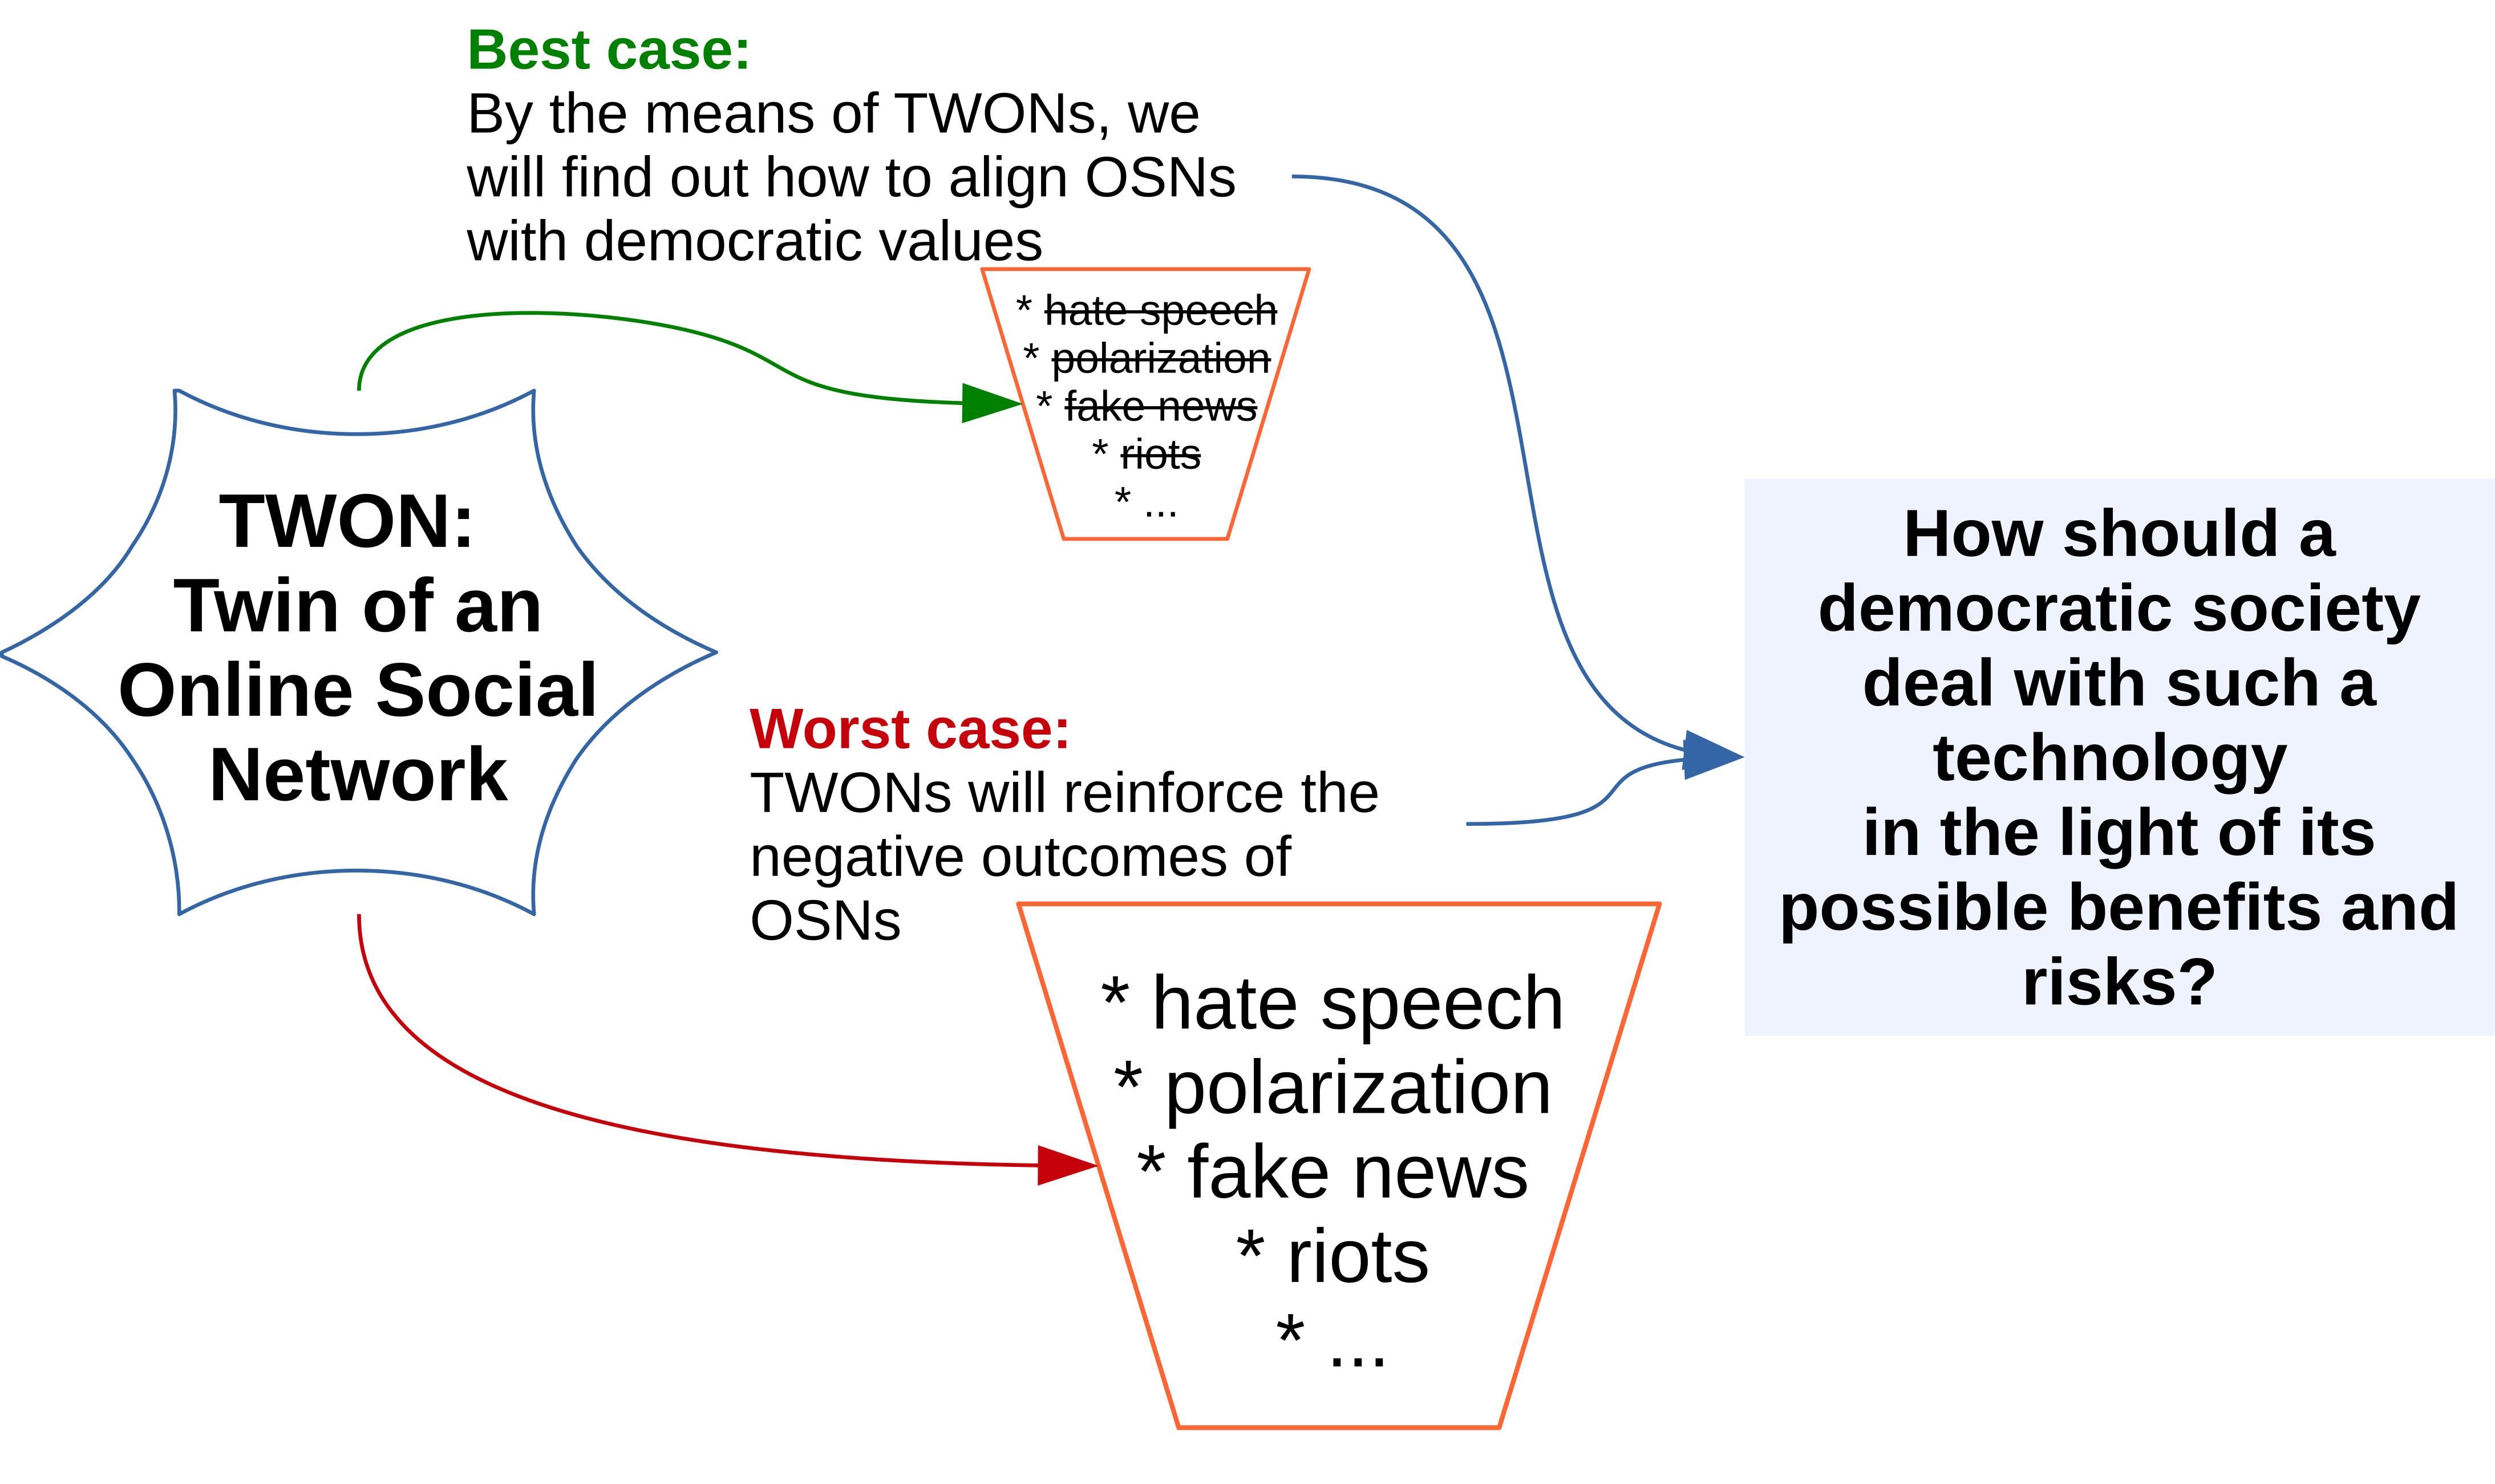 Best case:
By the means of TWONs, we
will find out how to align OSNs
with democratic values
* hate speech
* polarization
* fake news
* riots
* ...
TWON:
Twin of an
Online Social
Network
Worst case:
TWONs will reinforce the
negative outcomes of
OSNs
* hate speech
* polarization
* fake news
* riots
* ...
How should a
democratic society
deal with such a
technology
in the light of its
possible benefits and
risks?